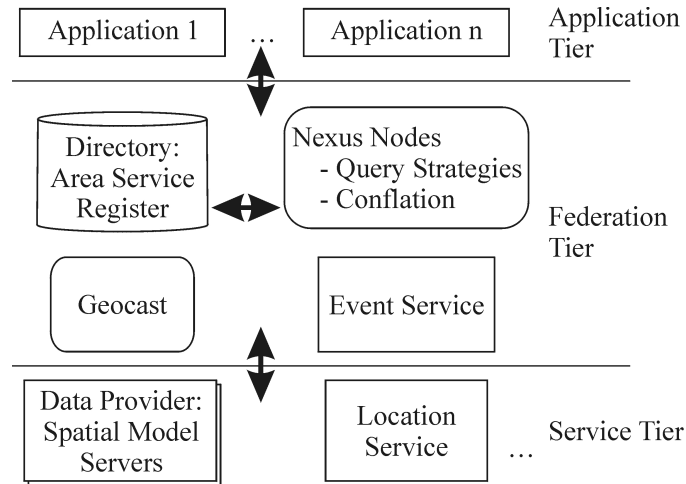 Application 1
...
Application n
Application
Tier
Directory:
Area Service
Register
Nexus Nodes
- Query Strategies
- Conflation
Federation
Tier
Geocast
Event Service
Data Provider:
Spatial Model
Servers
Location
Service
...
Service Tier